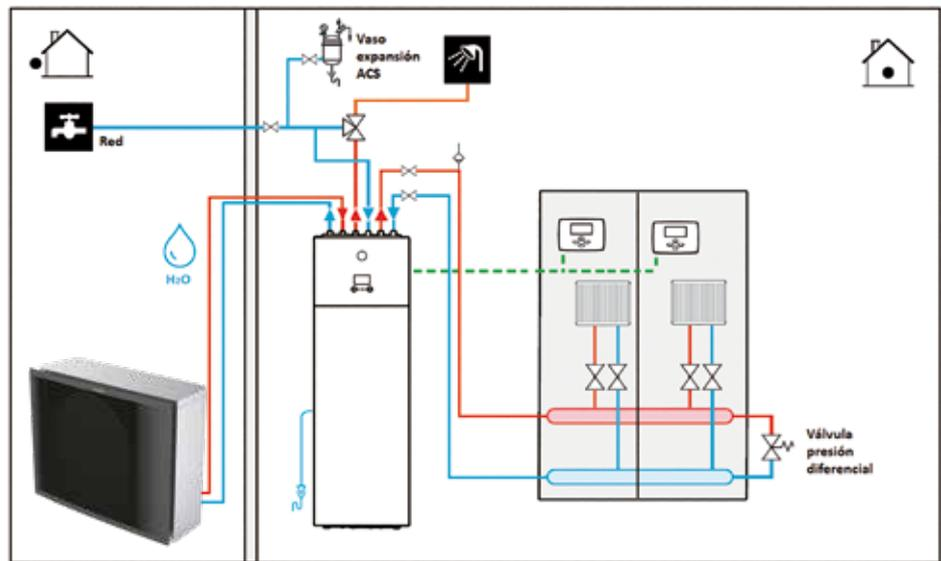 Vaso
expansión
ACS
Red
H₂O
Válvula
presión
diferencial